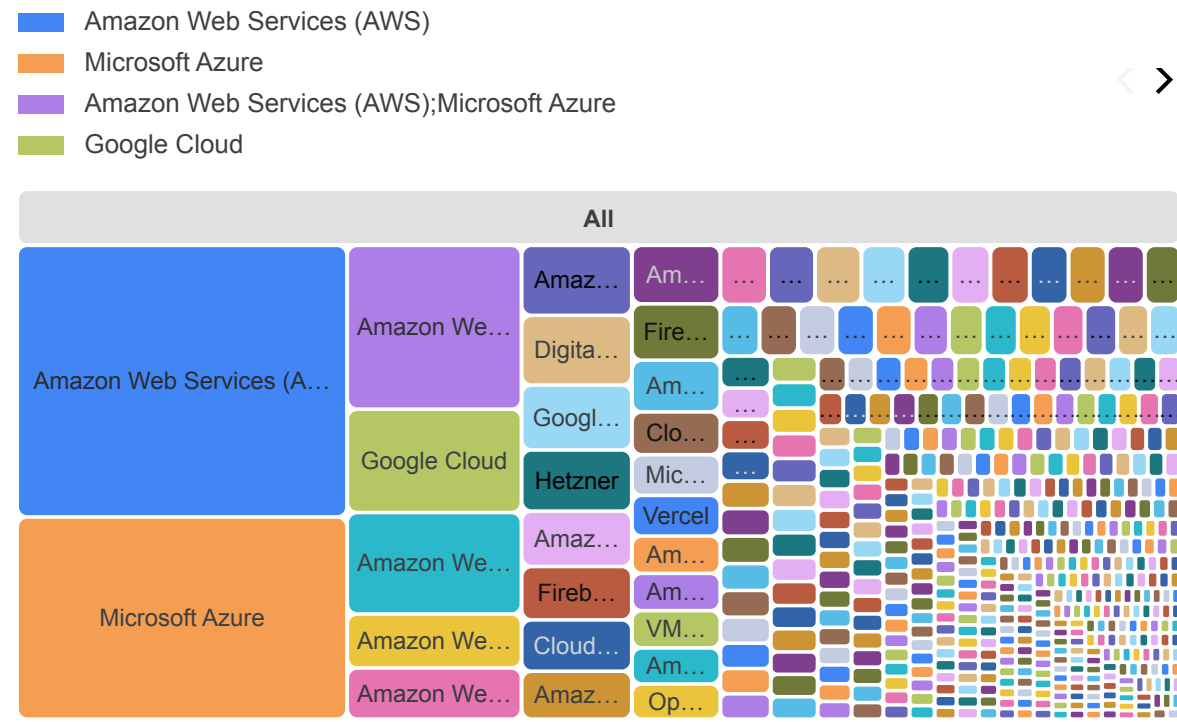 Amazon Web Services (AWS)
Microsoft Azure
Amazon Web Services (AWS);Microsoft Azure
Google Cloud
All
Amazon Web Services (A…
Microsoft Azure
Amazon We…
Google Cloud
Amazon We…
Amazon We…
Amazon We…
Amaz…
Digita…
Googl…
Hetzner
Amaz…
Fireb…
Cloud…
Amaz…
Am…
Fire…
Am…
Clo…
Mic…
Vercel
Am…
Am…
VM…
Am…
Op…